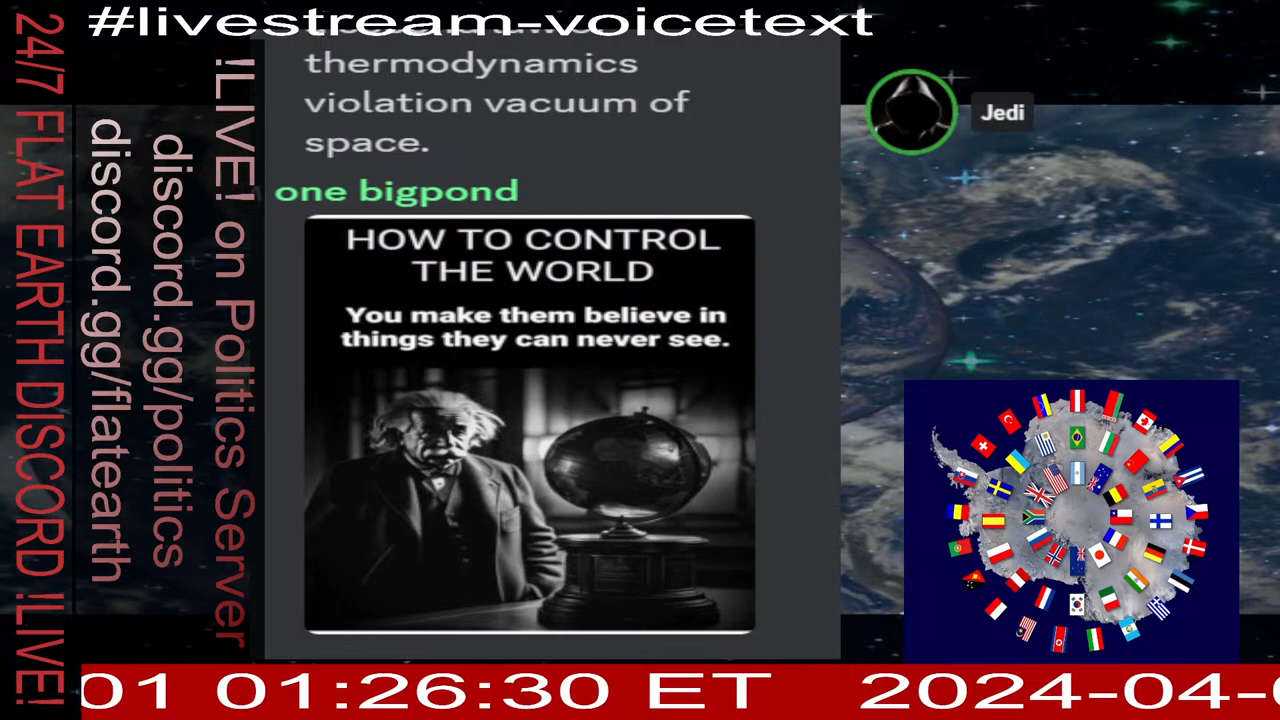 #livestream-voicetext
thermodynamics
violation vacuum of
space.
one bigpond
HOW TO CONTROL
THE WORLD
You make them believe in
things they can never see.
Jedi
24/7 FLAT EARTH DISCORD !LIVE!
discord.gg/flatearth
discord.gg/politics
!LIVE! on Politics Server
01 01:26:30 ET 2024-04-